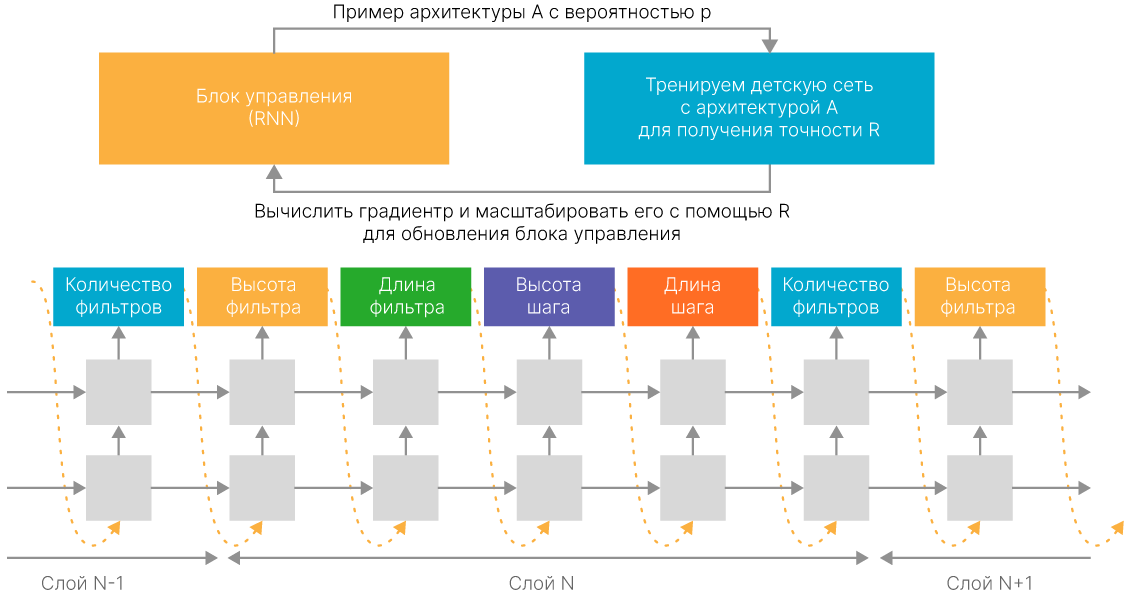 Пример архитектуры А с вероятностью р
Блок управления
(RNN)
Тренируем детскую сеть
с архитектурой А
для получения точности R
Вычислить градиентр и масштабировать его с помощью R
для обновления блока управления
Количество
фильтров
Высота
фильтра
Длина
фильтра
Высота
шага
Длина
шага
Количество
фильтров
Высота
фильтра
Слой N-1
Слой N
Слой N+1